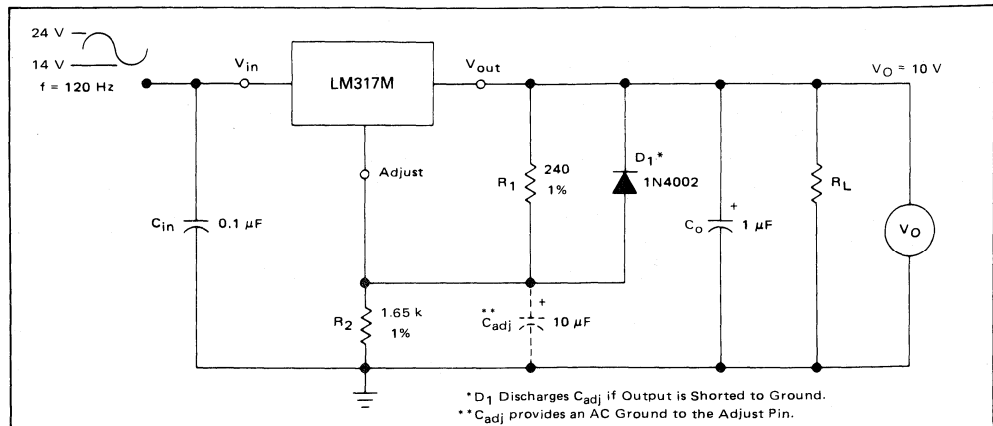 24 V
14 V
f = 120 Hz
Vin
LM317M
Vout
VO = 10 V
Adjust
R1
240
1%
D1*
1N4002
RL
Cin
0.1 μF
Co
+
1 μF
VO
R2
1.65 k
1%
**
Cadj
+
10 μF
*D1 Discharges Cadj if Output is Shorted to Ground.
**Cadj provides an AC Ground to the Adjust Pin.